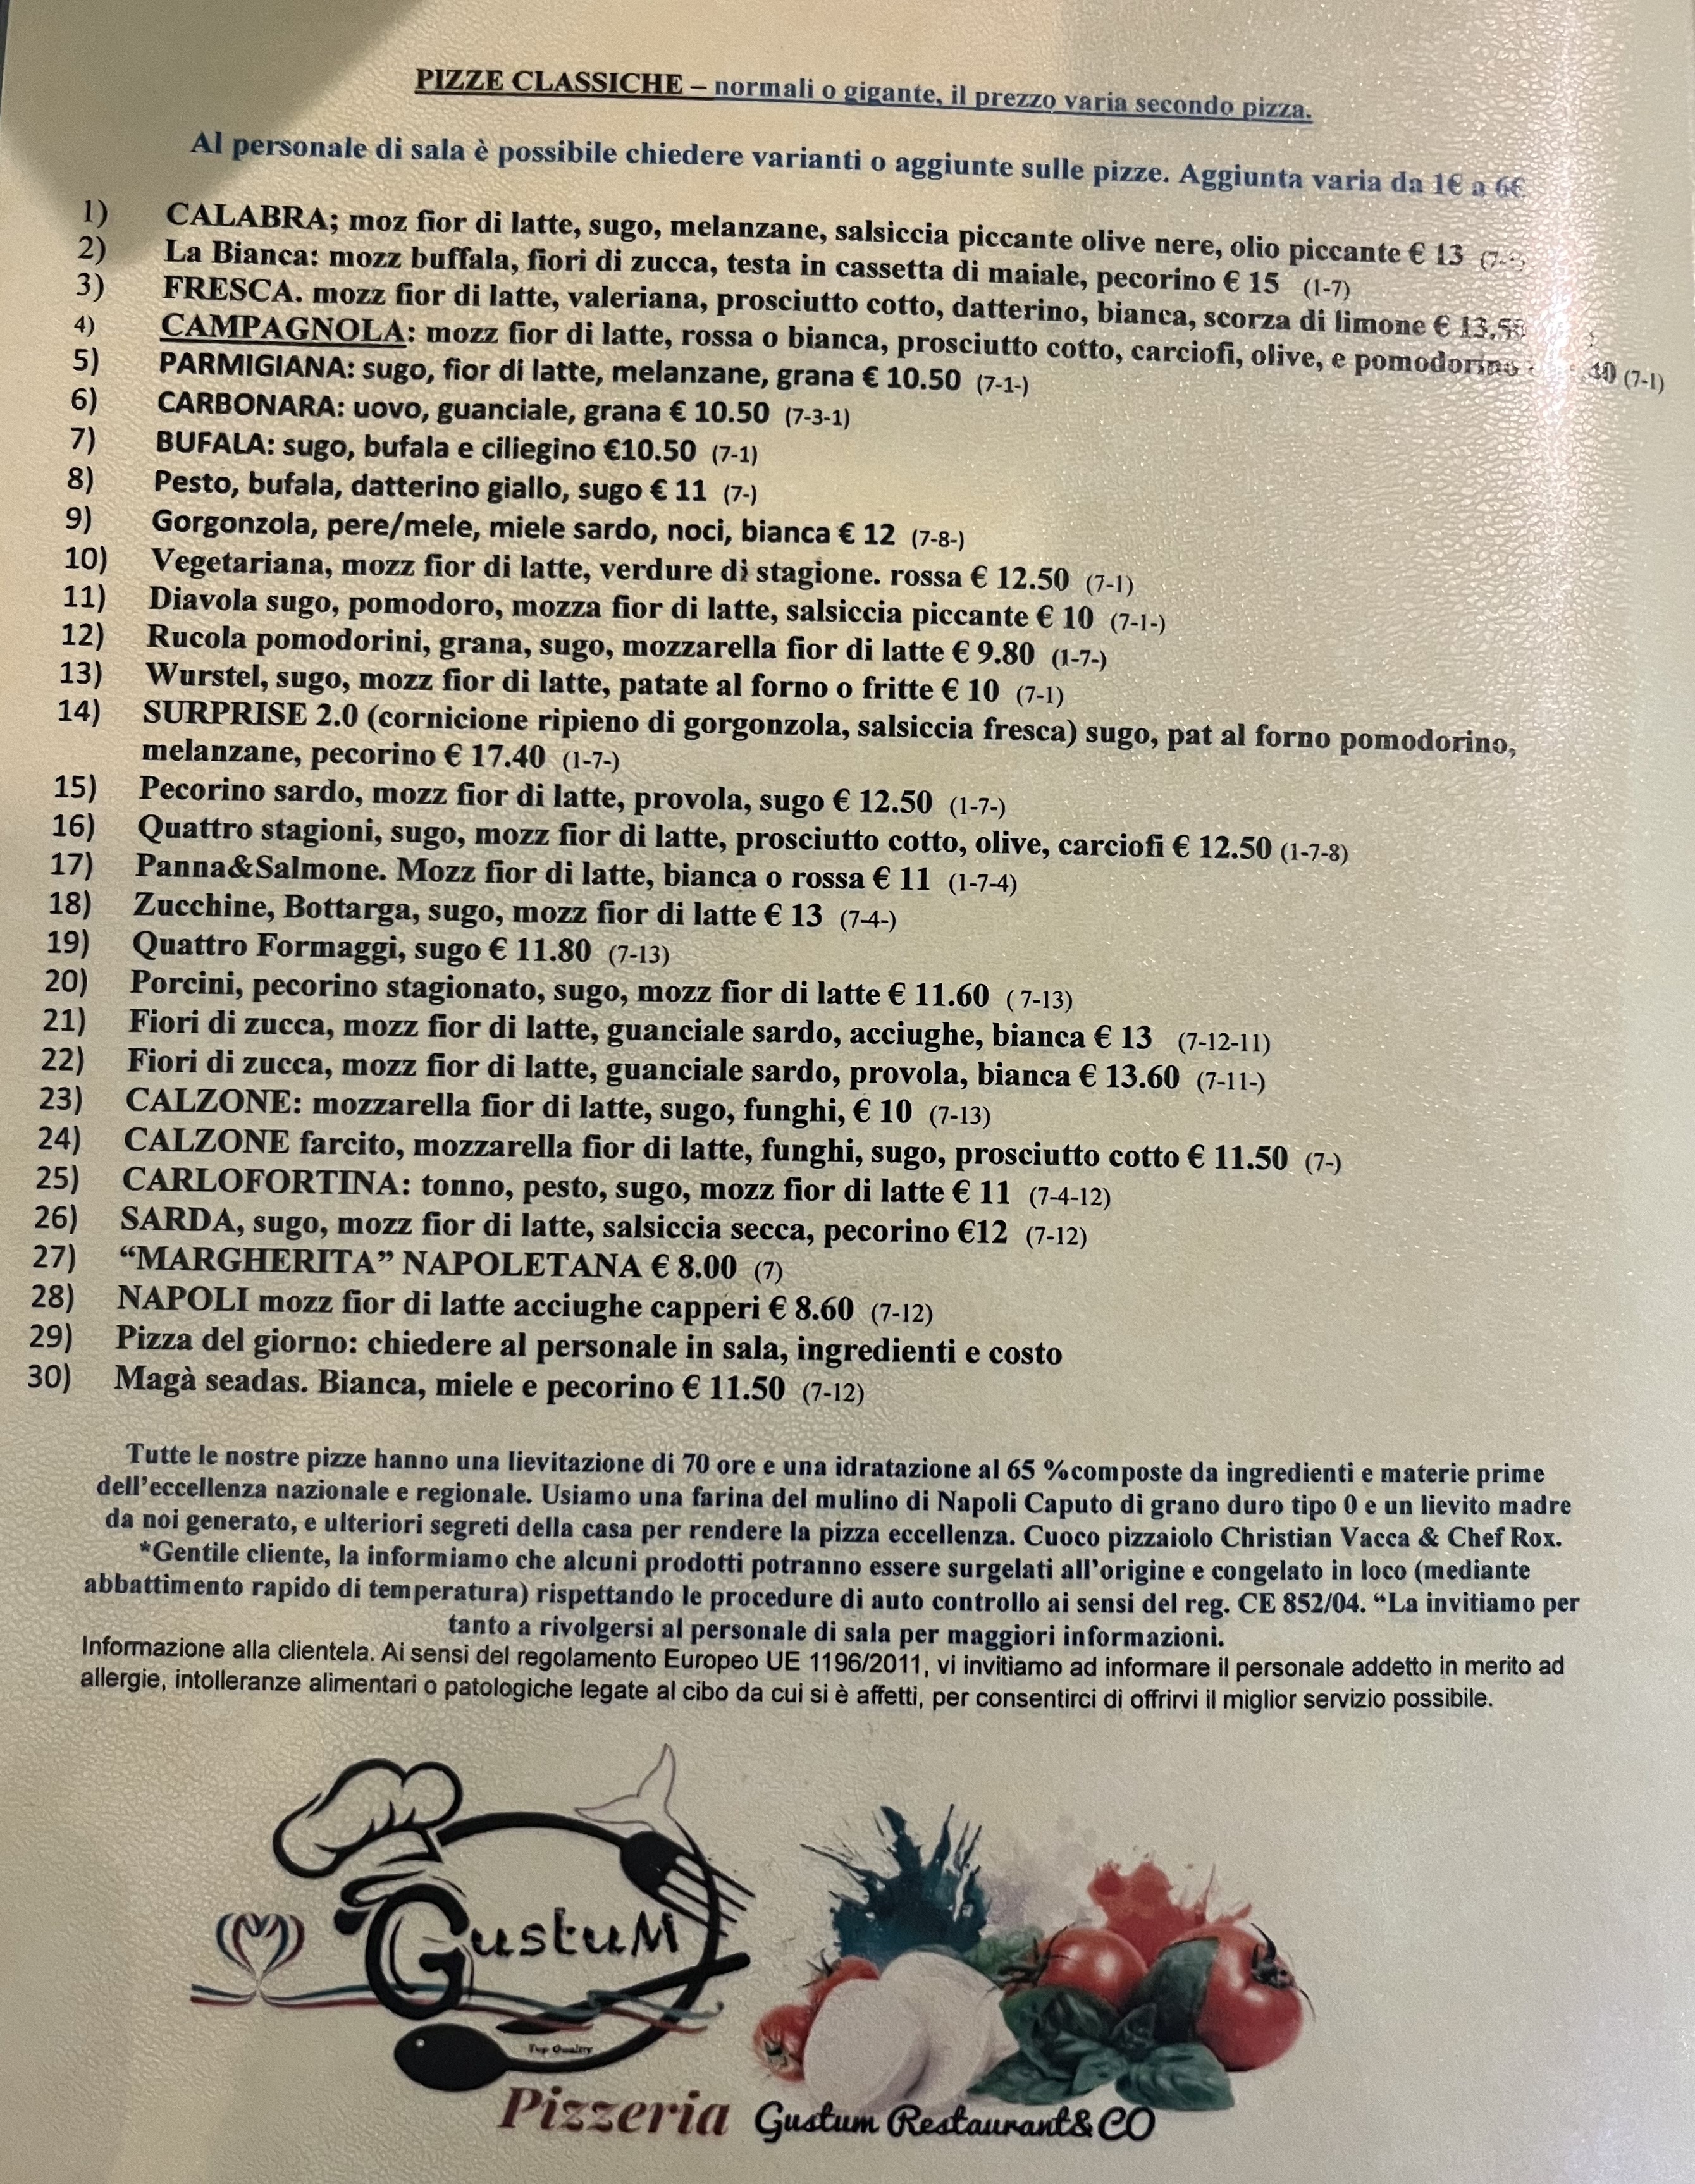 PIZZE CLASSICHE – normali o gigante, il prezzo varia secondo pizza.
Al personale di sala è possibile chiedere varianti o aggiunte sulle pizze. Aggiunta varia da 1€ a 6€
1) CALABRA; moz fior di latte, sugo, melanzane, salsiccia piccante olive nere, olio piccante € 13
2) La Bianca: mozz buffala, fiori di zucca, testa in cassetta di maiale, pecorino € 15 (1-7)
3) FRESCA. mozz fior di latte, valeriana, prosciutto cotto, datterino, bianca, scorza di limone € 13.50
4) CAMPAGNOLA: mozz fior di latte, rossa o bianca, prosciutto cotto, carciofi, olive, e pomodorino (7-1)
5) PARMIGIANA: sugo, fior di latte, melanzane, grana € 10.50 (7-1-)
6) CARBONARA: uovo, guanciale, grana € 10.50 (7-3-1)
7) BUFALA: sugo, bufala e ciliegino €10.50 (7-1)
8) Pesto, bufala, datterino giallo, sugo € 11 (7-)
9) Gorgonzola, pere/mele, miele sardo, noci, bianca € 12 (7-8-)
10) Vegetariana, mozz fior di latte, verdure di stagione. rossa € 12.50 (7-1)
11) Diavola sugo, pomodoro, mozza fior di latte, salsiccia piccante € 10 (7-1-)
12) Rucola pomodorini, grana, sugo, mozzarella fior di latte € 9.80 (1-7-)
13) Wurstel, sugo, mozz fior di latte, patate al forno o fritte € 10 (7-1)
14) SURPRISE 2.0 (cornicione ripieno di gorgonzola, salsiccia fresca) sugo, pat al forno pomodorino,
melanzane, pecorino € 17.40 (1-7-)
15) Pecorino sardo, mozz fior di latte, provola, sugo € 12.50 (1-7-)
16) Quattro stagioni, sugo, mozz fior di latte, prosciutto cotto, olive, carciofi € 12.50 (1-7-8)
17) Panna&Salmone. Mozz fior di latte, bianca o rossa € 11 (1-7-4)
18) Zucchine, Bottarga, sugo, mozz fior di latte € 13 (7-4-)
19) Quattro Formaggi, sugo € 11.80 (7-13)
20) Porcini, pecorino stagionato, sugo, mozz fior di latte € 11.60 ( 7-13)
21) Fiori di zucca, mozz fior di latte, guanciale sardo, acciughe, bianca € 13 (7-12-11)
22) Fiori di zucca, mozz fior di latte, guanciale sardo, provola, bianca € 13.60 (7-11-)
23) CALZONE: mozzarella fior di latte, sugo, funghi, € 10 (7-13)
24) CALZONE farcito, mozzarella fior di latte, funghi, sugo, prosciutto cotto € 11.50 (7-)
25) CARLOFORTINA: tonno, pesto, sugo, mozz fior di latte € 11 (7-4-12)
26) SARDA, sugo, mozz fior di latte, salsiccia secca, pecorino €12 (7-12)
27) “MARGHERITA” NAPOLETANA € 8.00 (7)
28) NAPOLI mozz fior di latte acciughe capperi € 8.60 (7-12)
29) Pizza del giorno: chiedere al personale in sala, ingredienti e costo
30) Magà seadas. Bianca, miele e pecorino € 11.50 (7-12)
Tutte le nostre pizze hanno una lievitazione di 70 ore e una idratazione al 65 %composte da ingredienti e materie prime
dell’eccellenza nazionale e regionale. Usiamo una farina del mulino di Napoli Caputo di grano duro tipo 0 e un lievito madre
da noi generato, e ulteriori segreti della casa per rendere la pizza eccellenza. Cuoco pizzaiolo Christian Vacca & Chef Rox.
*Gentile cliente, la informiamo che alcuni prodotti potranno essere surgelati all’origine e congelato in loco (mediante
abbattimento rapido di temperatura) rispettando le procedure di auto controllo ai sensi del reg. CE 852/04. “La invitiamo per
tanto a rivolgersi al personale di sala per maggiori informazioni.
Informazione alla clientela. Ai sensi del regolamento Europeo UE 1196/2011, vi invitiamo ad informare il personale addetto in merito ad
allergie, intolleranze alimentari o patologiche legate al cibo da cui si è affetti, per consentirci di offrirvi il miglior servizio possibile.
GustuM
Top Quality
Pizzeria Gustum Restaurant&CO